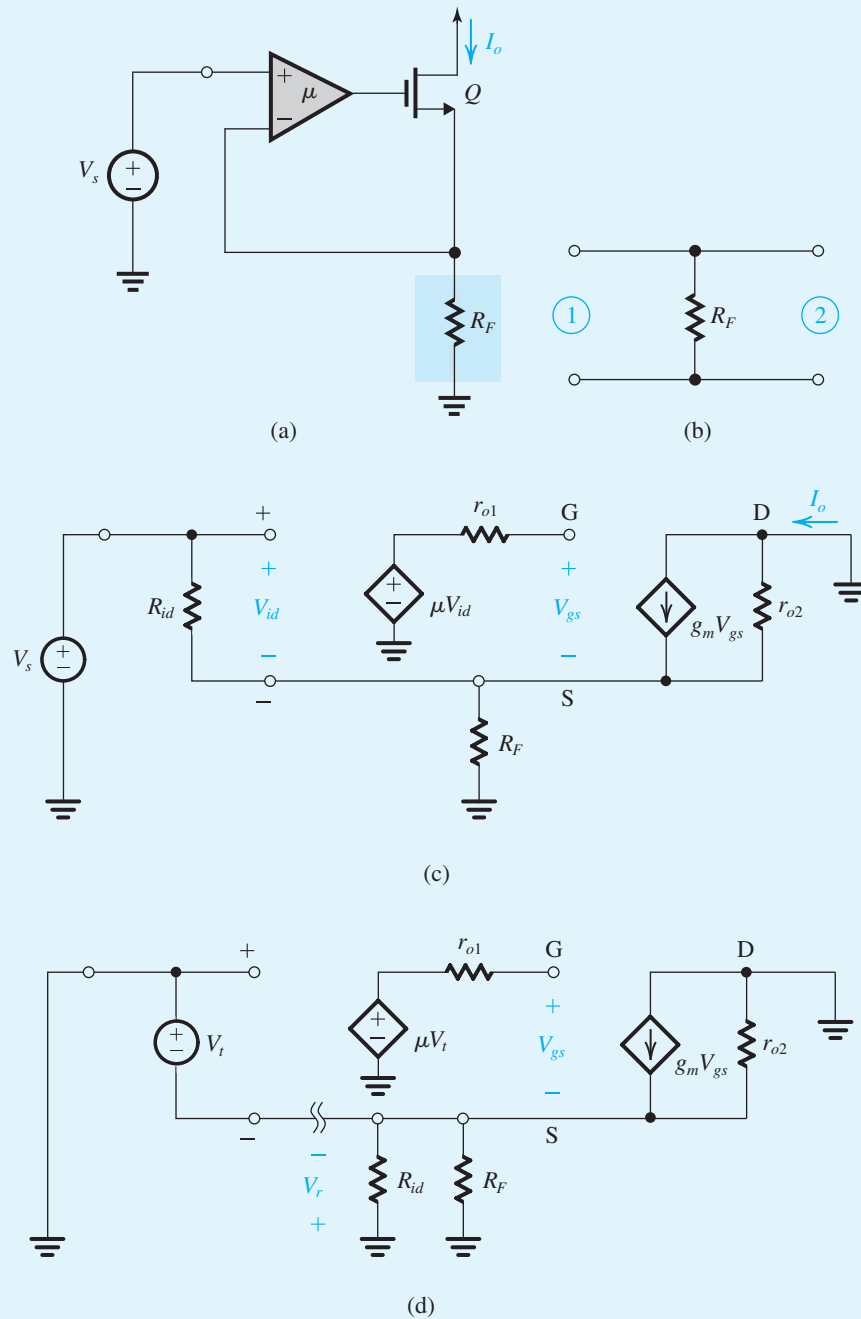 I_o
+
μ
−
Q
V_s
+
−
R_F
1
R_F
2
(a)
(b)
r_o1
G
D
I_o
+
+
+
R_id
V_id
+
−
μV_id
V_gs
g_mV_gs
r_o2
V_s
+
−
−
−
−
S
R_F
(c)
r_o1
G
D
+
+
−
V_t
+
−
μV_t
+
V_gs
g_mV_gs
r_o2
−
−
S
−
V_r
+
R_id
R_F
(d)